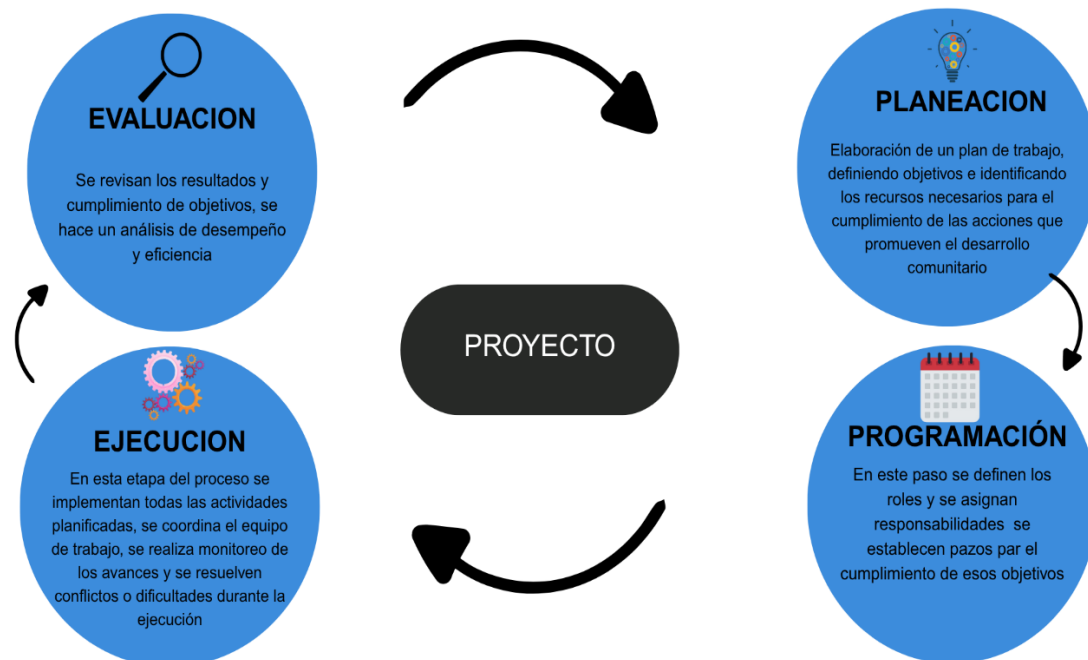 EVALUACION
Se revisan los resultados y
cumplimiento de objetivos, se
hace un análisis de desempeño
y eficiencia
PLANEACION
Elaboración de un plan de trabajo,
definiendo objetivos e identificando
los recursos necesarios para el
cumplimiento de las acciones que
promueven el desarrollo
comunitario
PROYECTO
EJECUCION
En esta etapa del proceso se
implementan todas las actividades
planificadas, se coordina el equipo
de trabajo, se realiza monitoreo de
los avances y se resuelven
conflictos o dificultades durante la
ejecución
PROGRAMACIÓN
En este paso se definen los
roles y se asignan
responsabilidades se
establecen pazos par el
cumplimiento de esos objetivos